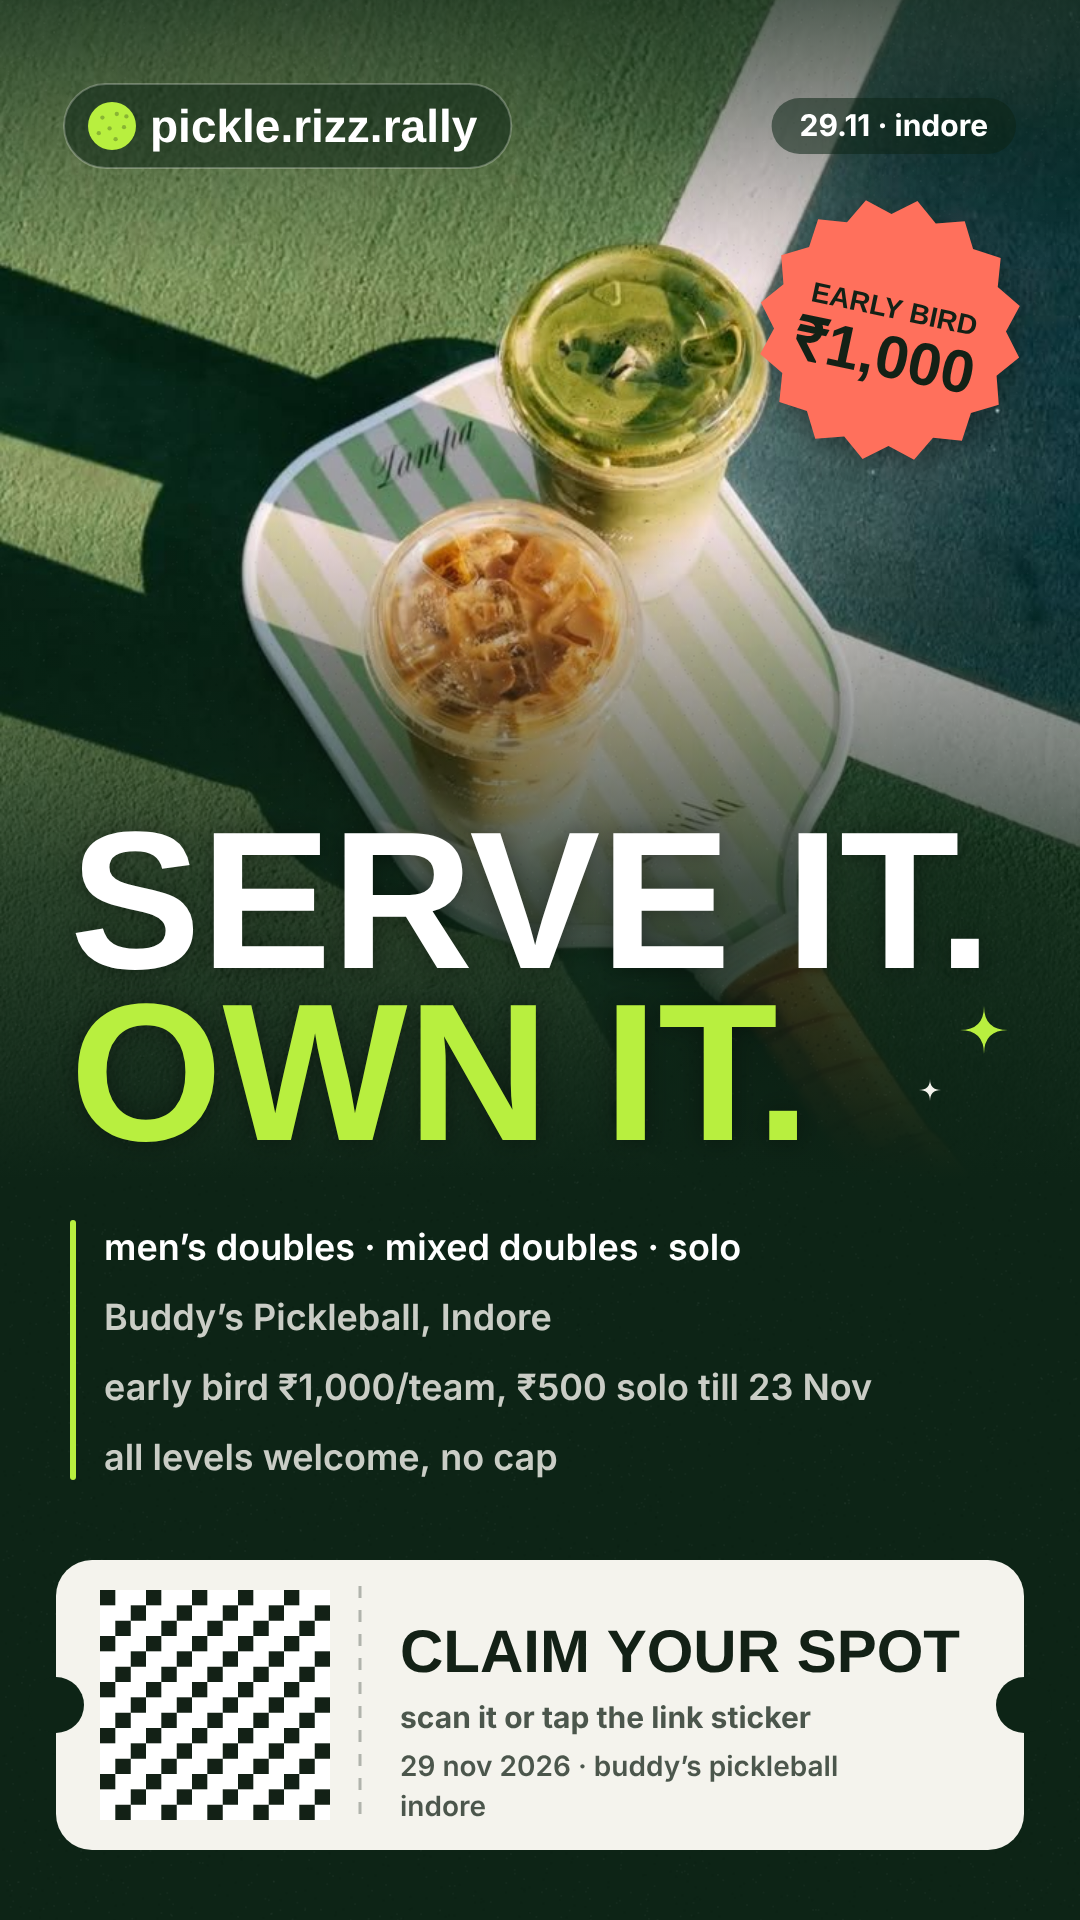 pickle.rizz.rally
29.11 · indore
EARLY BIRD
₹1,000
Tampa
SERVE IT.
OWN IT.
men’s doubles · mixed doubles · solo
Buddy’s Pickleball, Indore
early bird ₹1,000/team, ₹500 solo till 23 Nov
all levels welcome, no cap
CLAIM YOUR SPOT
scan it or tap the link sticker
29 nov 2026 · buddy’s pickleball
indore